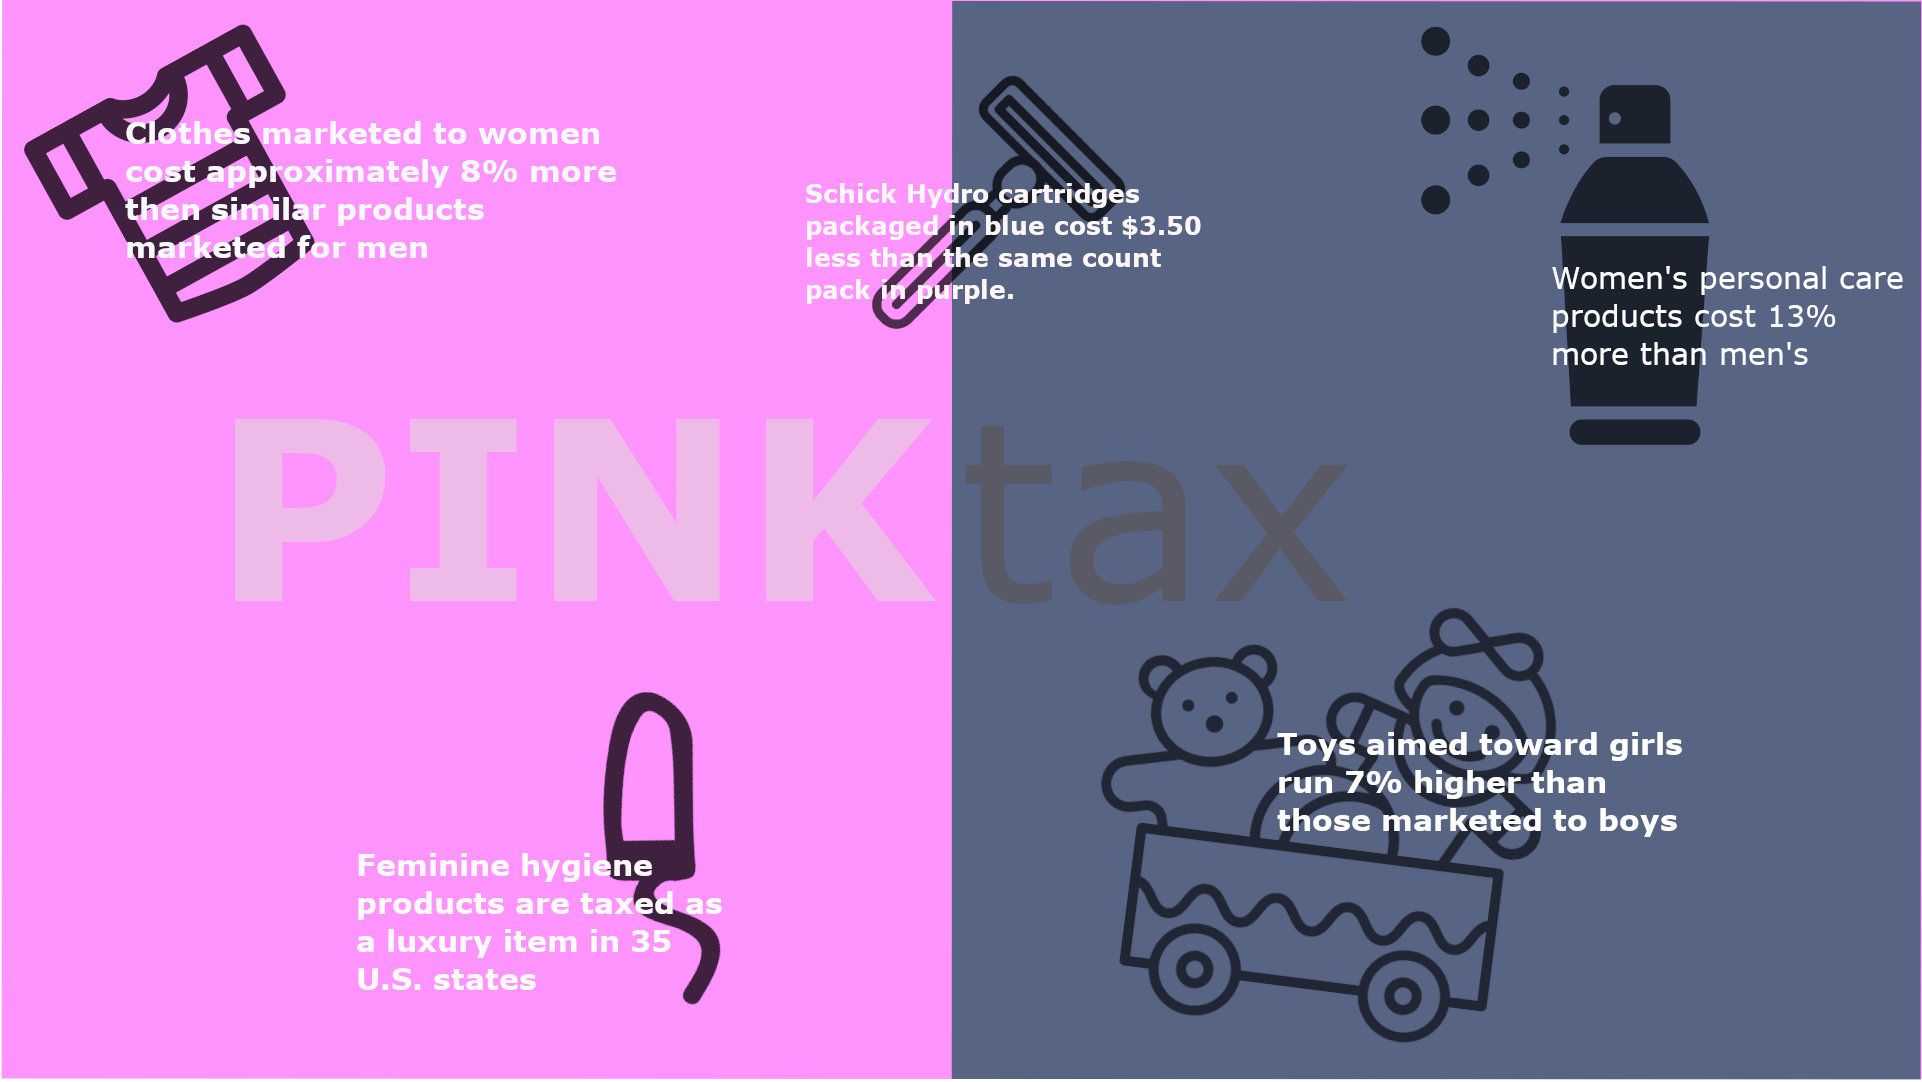 Clothes marketed to women
cost approximately 8% more
then similar products
marketed for men
Schick Hydro cartridges
packaged in blue cost $3.50
less than the same count
pack in purple.
Women's personal care
products cost 13%
more than men's
PINK tax
Toys aimed toward girls
run 7% higher than
those marketed to boys
Feminine hygiene
products are taxed as
a luxury item in 35
U.S. states